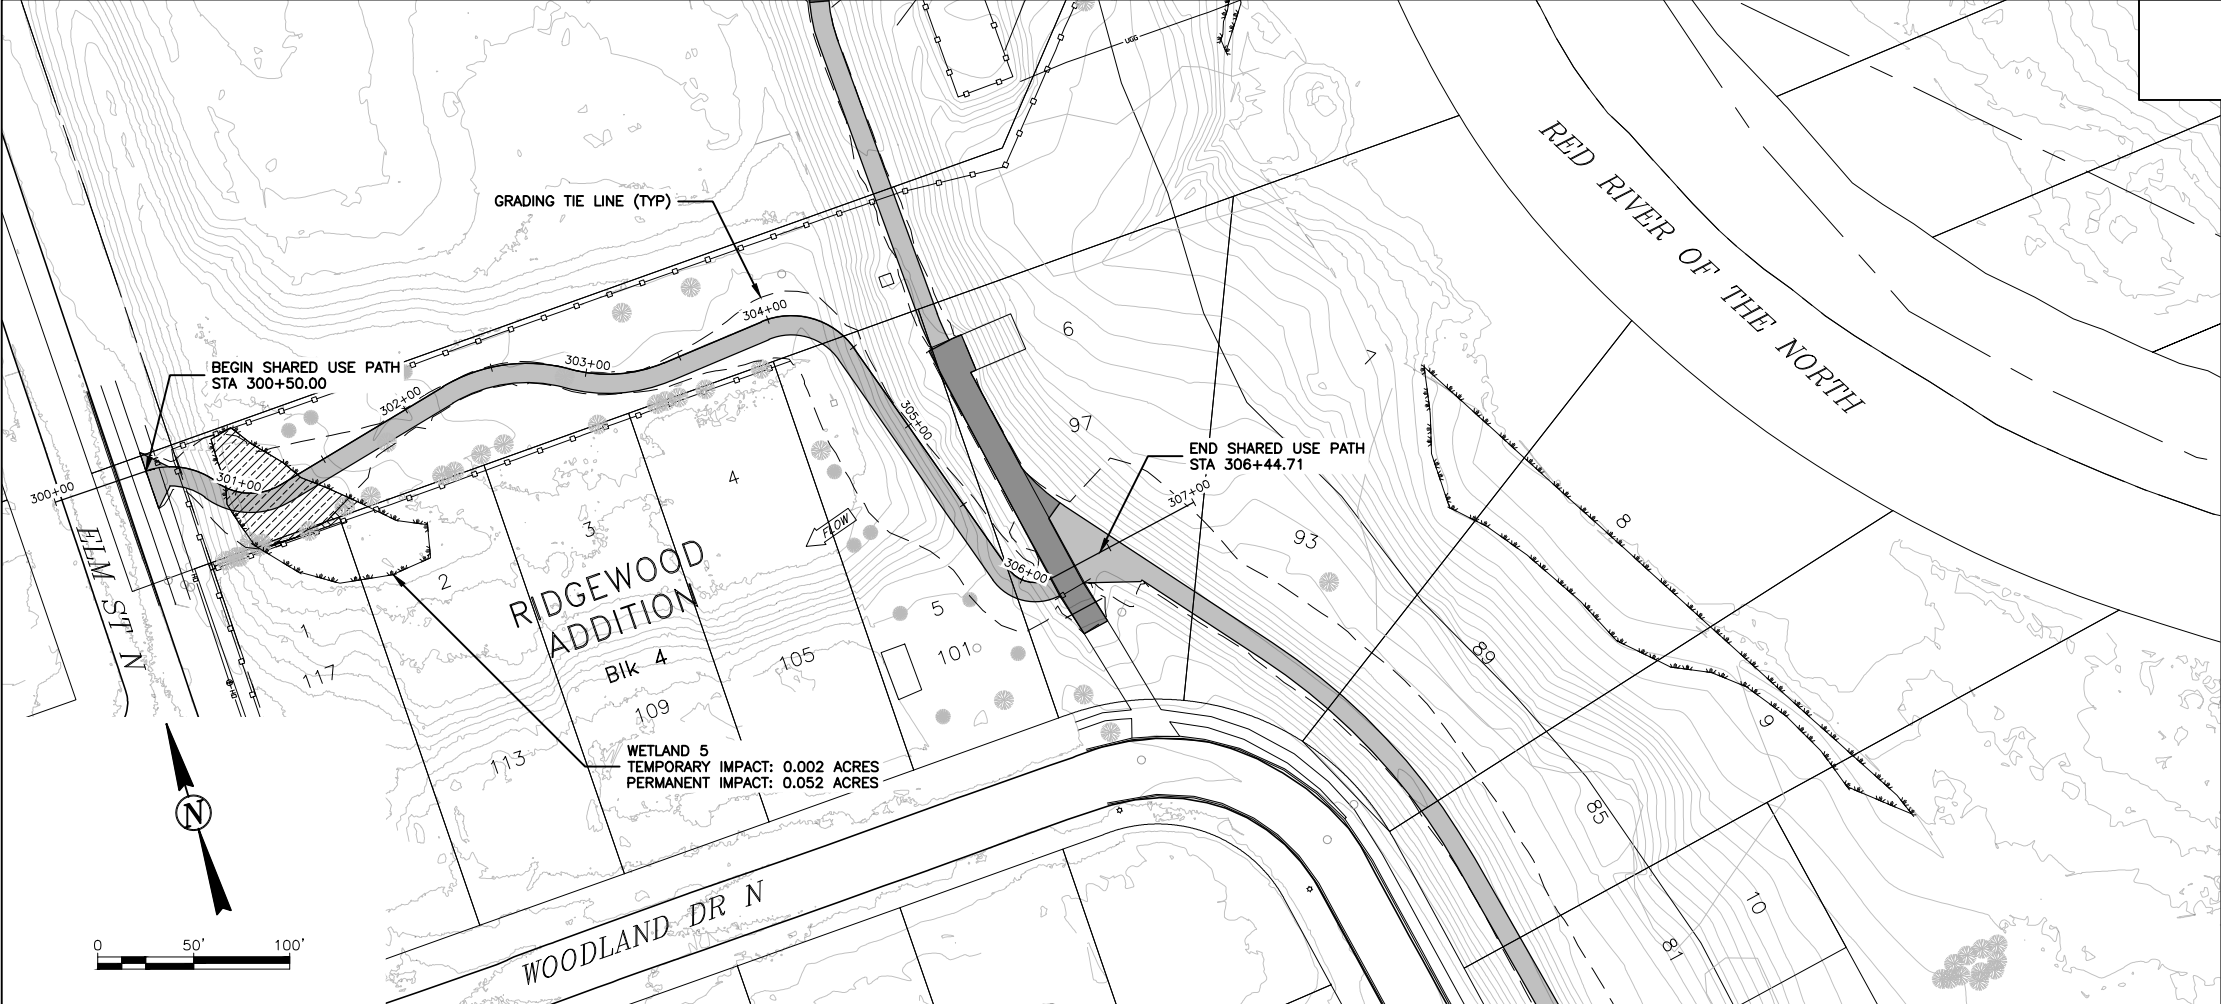 UGG
RED RIVER OF THE NORTH
GRADING TIE LINE (TYP)
304+00
6
7
303+00
BEGIN SHARED USE PATH
STA 300+50.00
302+00
305+00
97
END SHARED USE PATH
STA 306+44.71
301+00
300+00
4
307+00
8
3
FLOW
93
ELM ST N
RIDGEWOOD
ADDITION
Blk 4
2
306+00
5
1
101
105
89
117
109
9
113
WETLAND 5
TEMPORARY IMPACT: 0.002 ACRES
PERMANENT IMPACT: 0.052 ACRES
N
85
WOODLAND DR N
10
81
0 50' 100'